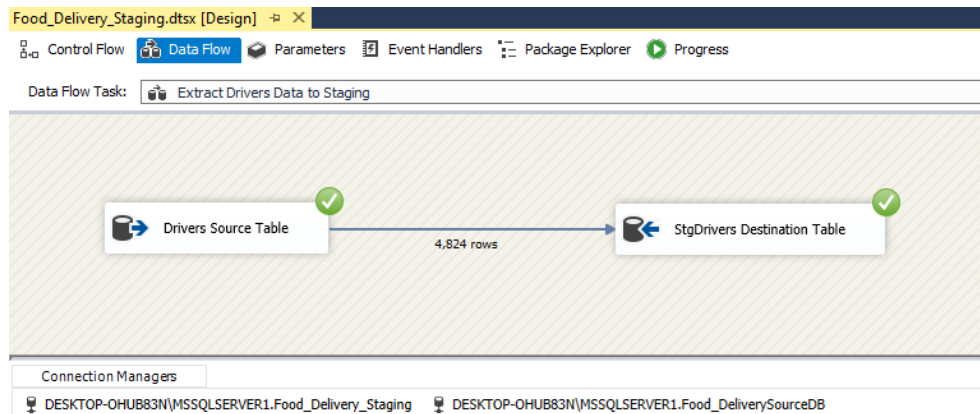 Food_Delivery_Staging.dtsx [Design]
Control Flow Data Flow Parameters Event Handlers Package Explorer Progress
Data Flow Task: Extract Drivers Data to Staging
Drivers Source Table
4,824 rows
StgDrivers Destination Table
Connection Managers
DESKTOP-OHUB83N\MSSQLSERVER1.Food_Delivery_Staging DESKTOP-OHUB83N\MSSQLSERVER1.Food_DeliverySourceDB